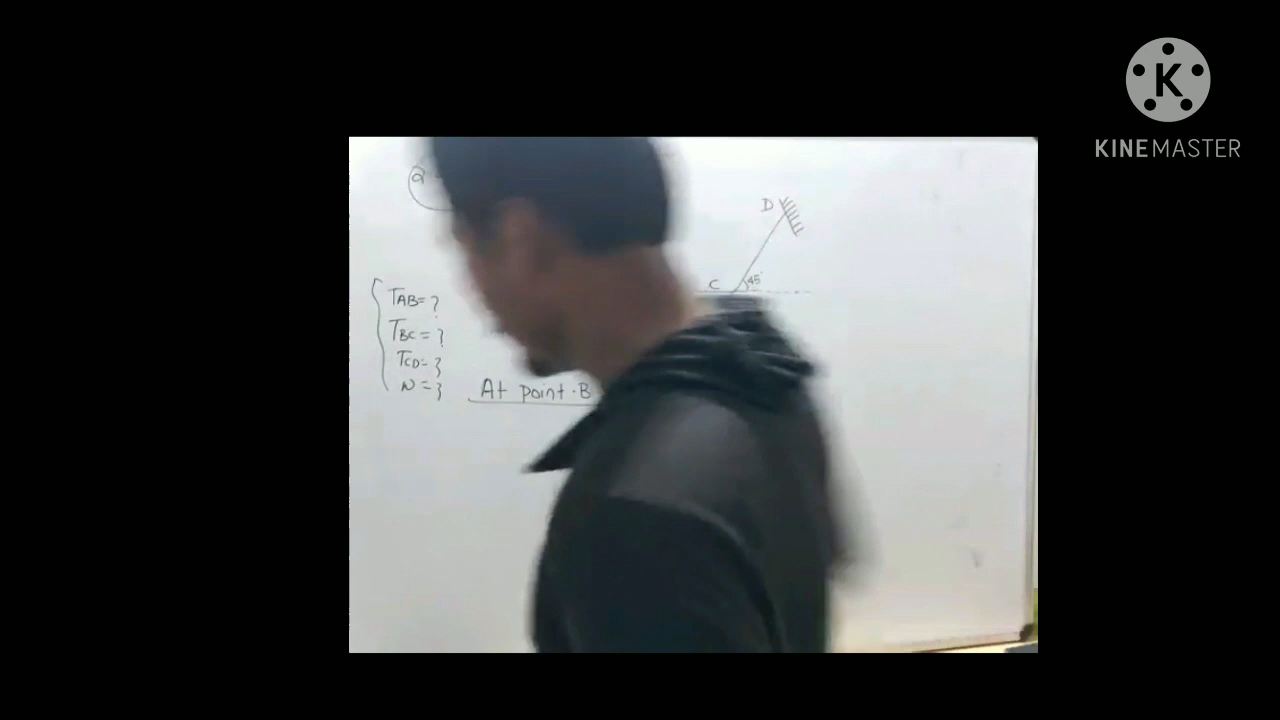 K
KINEMASTER
Q
D
C 45°
TAB = ?
TBC = ?
TCD = ?
W = ?
At point · B